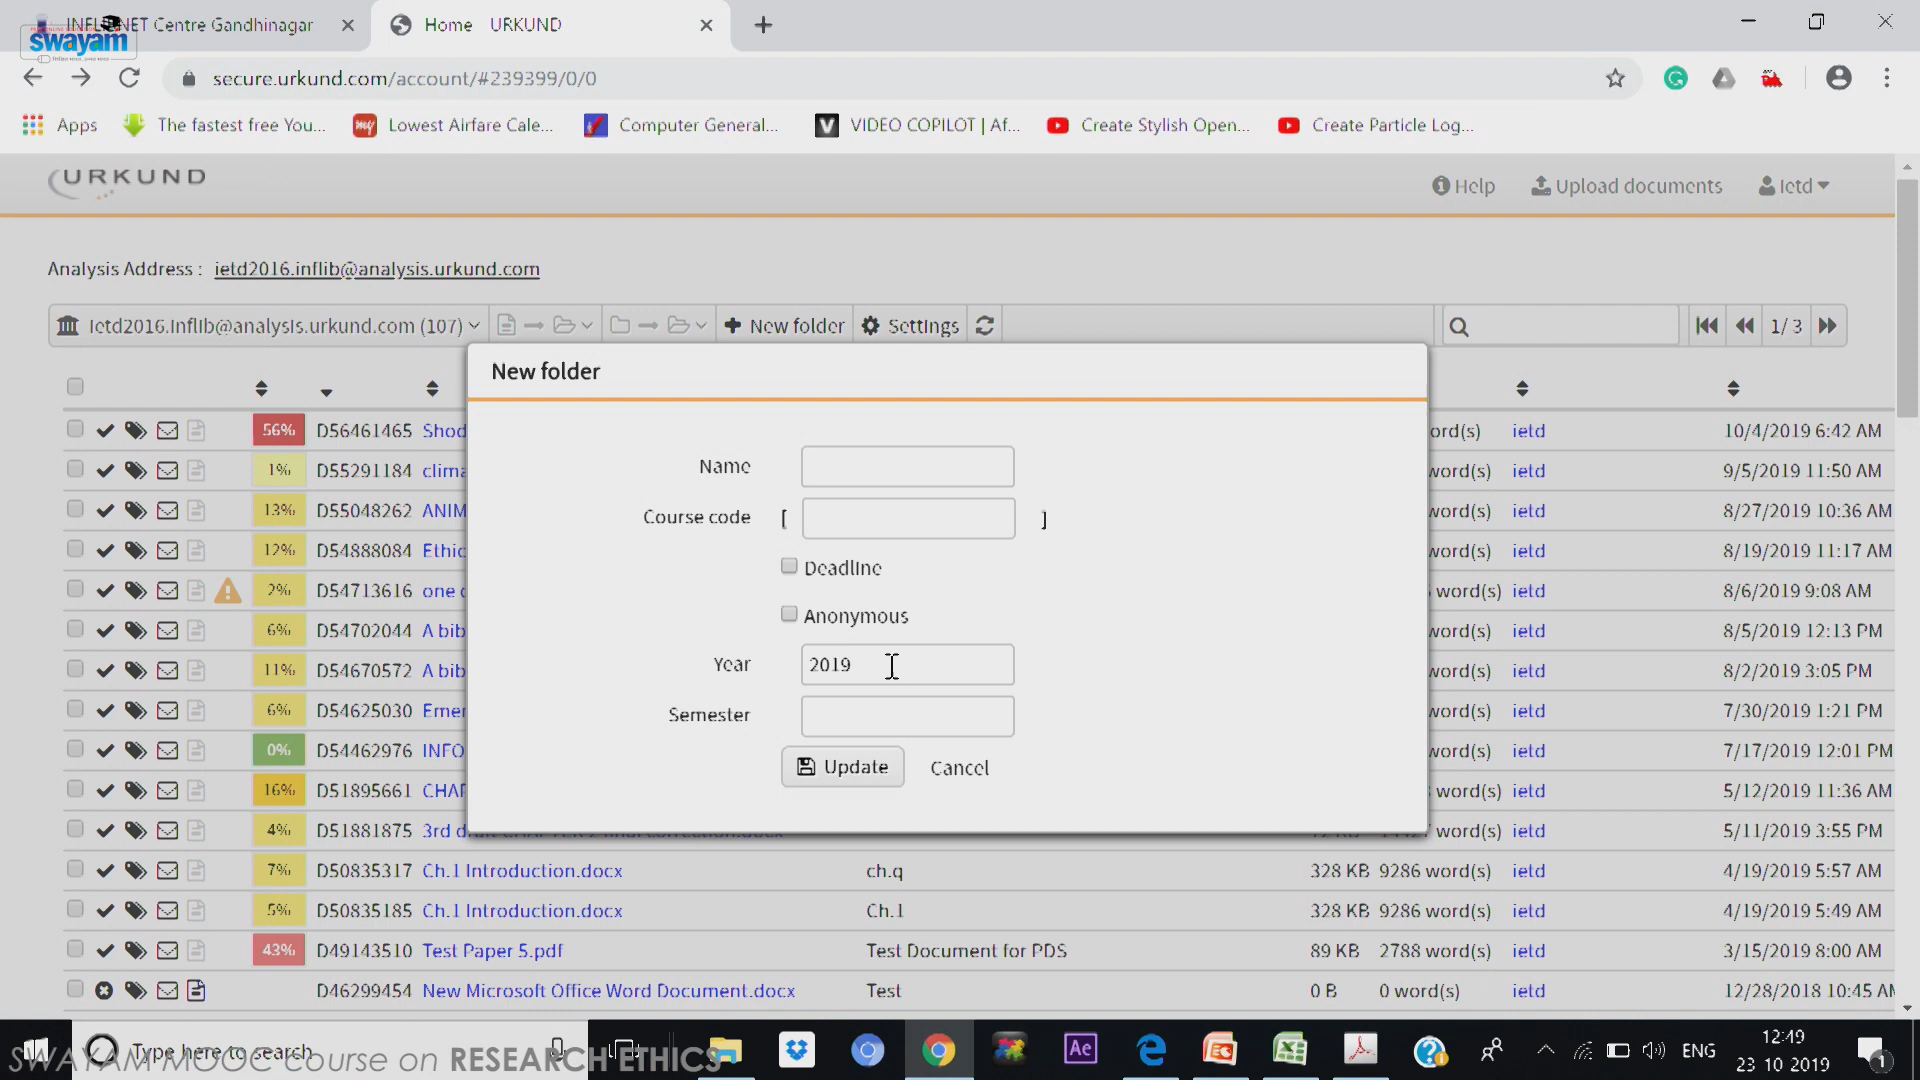 INFLIBNET Centre Gandhinagar
Home URKUND
swayam
secure.urkund.com/account/#239399/0/0
Apps
The fastest free You...
Lowest Airfare Cale...
Computer General...
VIDEO COPILOT | Af...
Create Stylish Open...
Create Particle Log...
URKUND
Help
Upload documents
Ietd
Analysis Address : ietd2016.inflib@analysis.urkund.com
Ietd2016.Inflib@analysis.urkund.com (107)
New folder
Settings
1/ 3
New folder
Name
Course code [ ]
Deadline
Anonymous
Year 2019
Semester
Update
Cancel
56% D56461465 Shod ord(s) ietd 10/4/2019 6:42 AM
1% D55291184 clima word(s) ietd 9/5/2019 11:50 AM
13% D55048262 ANIM word(s) ietd 8/27/2019 10:36 AM
12% D54888084 Ethic word(s) ietd 8/19/2019 11:17 AM
2% D54713616 one word(s) ietd 8/6/2019 9:08 AM
6% D54702044 A bib word(s) ietd 8/5/2019 12:13 PM
11% D54670572 A bib word(s) ietd 8/2/2019 3:05 PM
6% D54625030 Emer word(s) ietd 7/30/2019 1:21 PM
0% D54462976 INFO word(s) ietd 7/17/2019 12:01 PM
16% D51895661 CHAP word(s) ietd 5/12/2019 11:36 AM
4% D51881875 3rd word(s) ietd 5/11/2019 3:55 PM
7% D50835317 Ch.1 Introduction.docx ch.q 328 KB 9286 word(s) ietd 4/19/2019 5:57 AM
5% D50835185 Ch.1 Introduction.docx Ch.1 328 KB 9286 word(s) ietd 4/19/2019 5:49 AM
43% D49143510 Test Paper 5.pdf Test Document for PDS 89 KB 2788 word(s) ietd 3/15/2019 8:00 AM
D46299454 New Microsoft Office Word Document.docx Test 0 B 0 word(s) ietd 12/28/2018 10:45 AM
Type here to search
SWAYAM MOOC course on RESEARCH ETHICS
Ae
ENG
12:49
23-10-2019
1